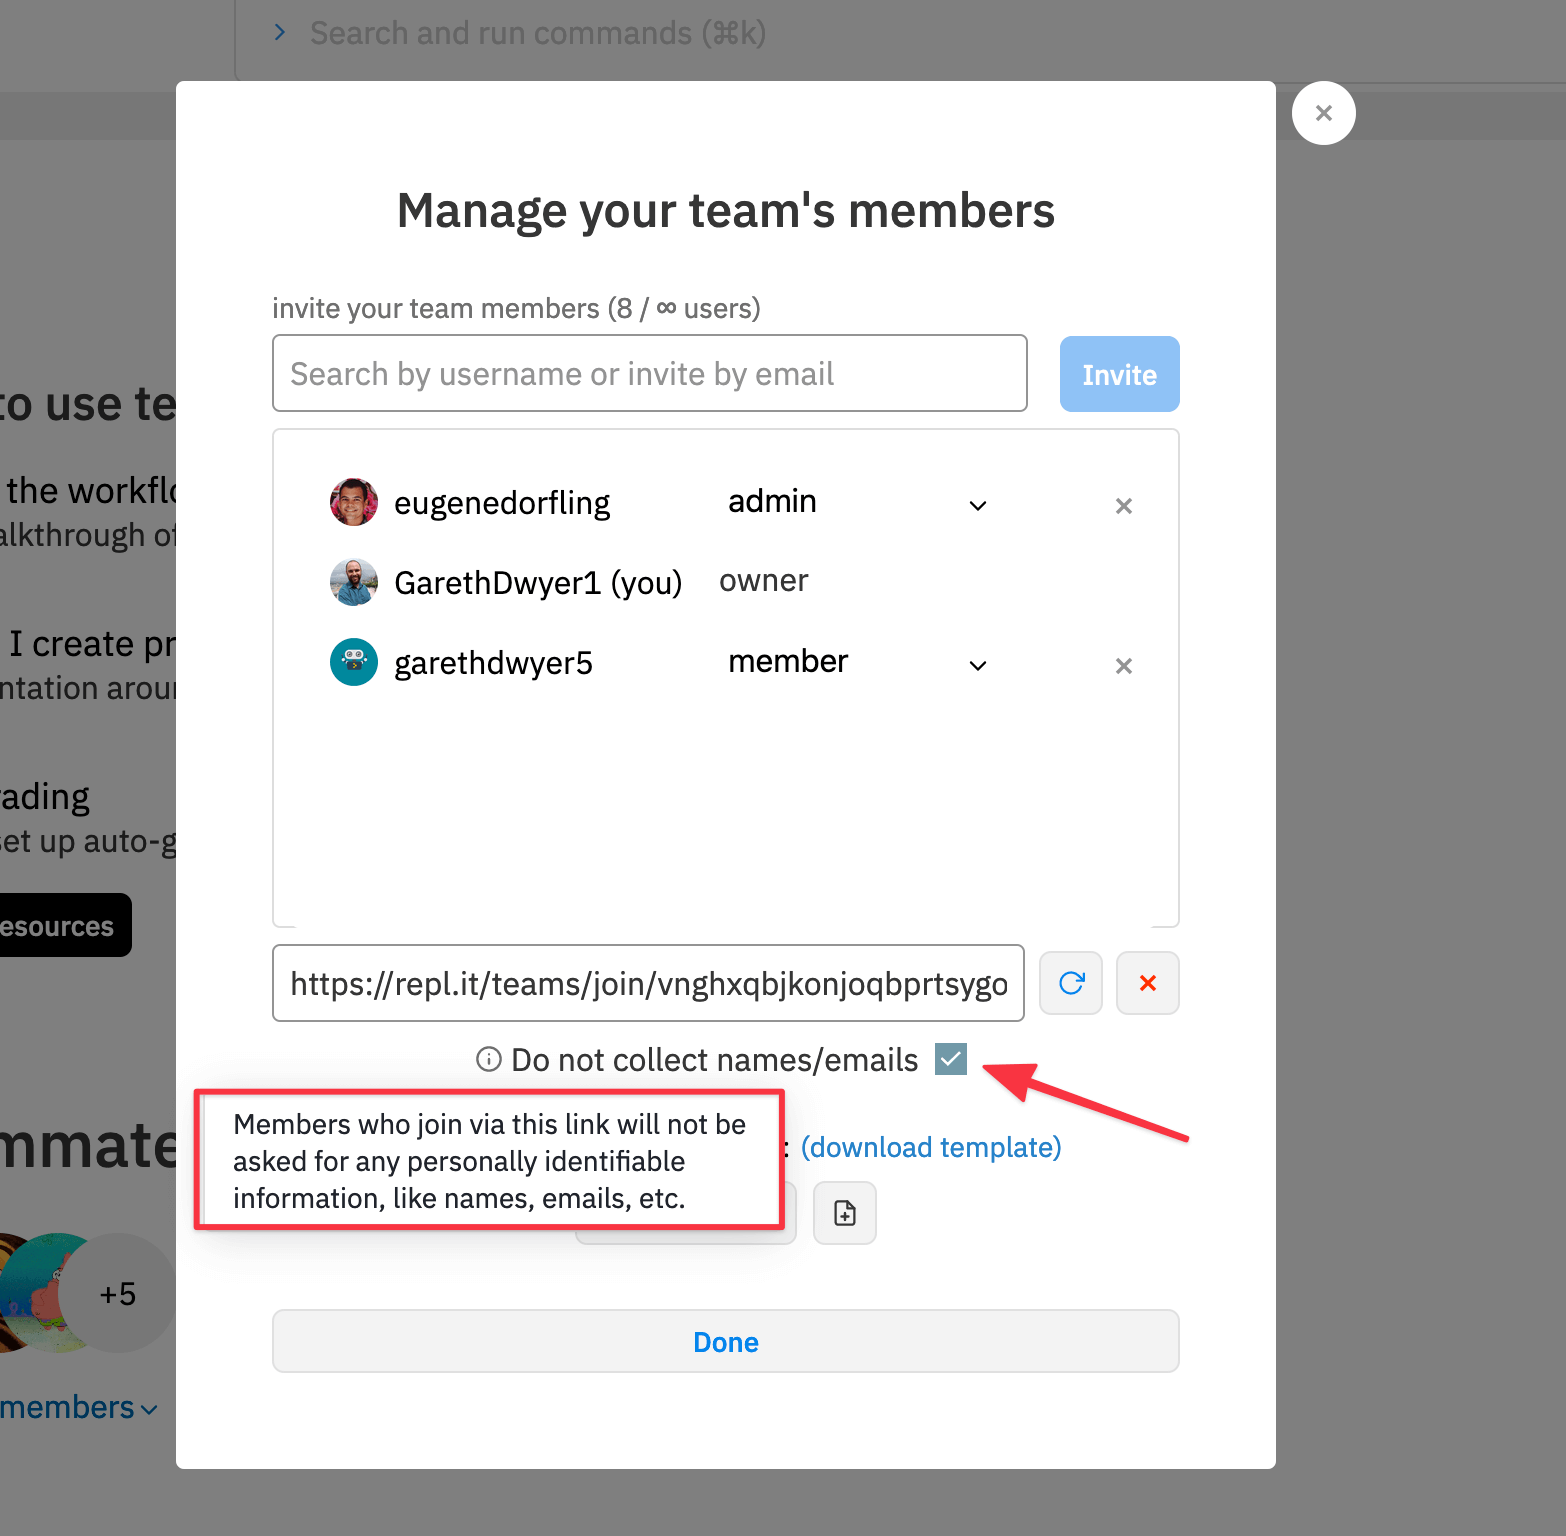 Search and run commands (⌘k)
Manage your team's members
invite your team members (8 / ∞ users)
Search by username or invite by email
Invite
to use te
the workflo
eugenedorfling admin
alkthrough of
GarethDwyer1 (you) owner
I create pr
garethdwyer5 member
ntation arou
rading
set up auto-g
esources
https://repl.it/teams/join/vnghxqbjkonjoqbprtsygo
Do not collect names/emails
Members who join via this link will not be
asked for any personally identifiable
information, like names, emails, etc.
: (download template)
mmate
+5
Done
members